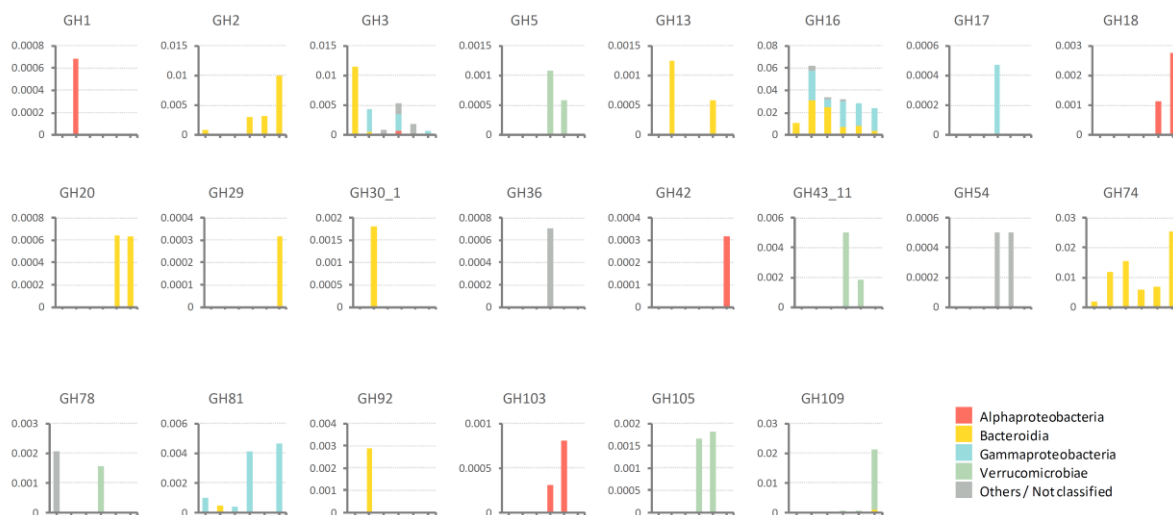 GH1 GH2 GH3 GH5 GH13 GH16 GH17 GH18
0.0008 0.015 0.015 0.0015 0.0015 0.08 0.0006 0.003
0.0006 0.06
0.010 0.010 0.0010 0.0010 0.0004 0.002
0.0004 0.04
0.005 0.005 0.0005 0.0005 0.0002 0.001
0.0002 0.02
0 0 0 0 0 0 0 0
GH20 GH29 GH30_1 GH36 GH42 GH43_11 GH54 GH74
0.0008 0.0004 0.002 0.0008 0.0004 0.006 0.0006 0.03
0.0006 0.0003 0.0015 0.0006 0.0003
0.004 0.0004 0.02
0.0004 0.0002 0.001 0.0004 0.0002
0.002 0.0002 0.01
0.0002 0.0001 0.0005 0.0002 0.0001
0 0 0 0 0 0 0 0
GH78 GH81 GH92 GH103 GH105 GH109
0.003 0.006 0.004 0.001 0.002 0.03
0.003 0.0015
0.002 0.004 0.02
0.002 0.0005 0.001
0.001 0.002 0.01
0.001 0.0005
0 0 0 0 0 0
Alphaproteobacteria
Bacteroidia
Gammaproteobacteria
Verrucomicrobiae
Others / Not classified